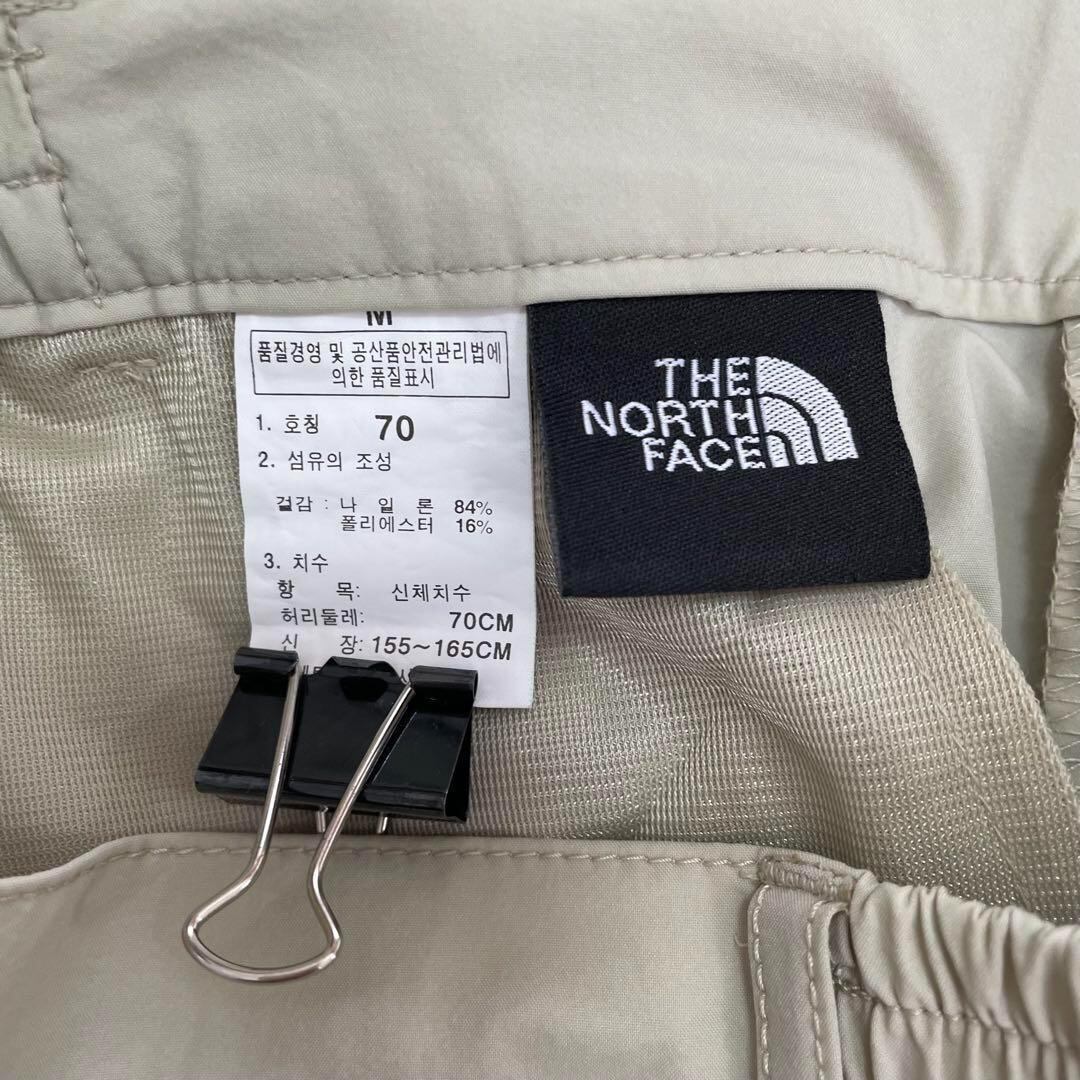 M
품질경영 및 공산품안전관리법에
의한 품질표시
1. 호칭 70
2. 섬유의 조성
겉감 : 나 일 론 84%
폴리에스터 16%
3. 치수
항 목: 신체치수
허리둘레: 70CM
신 장: 155~165CM
THE
NORTH
FACE